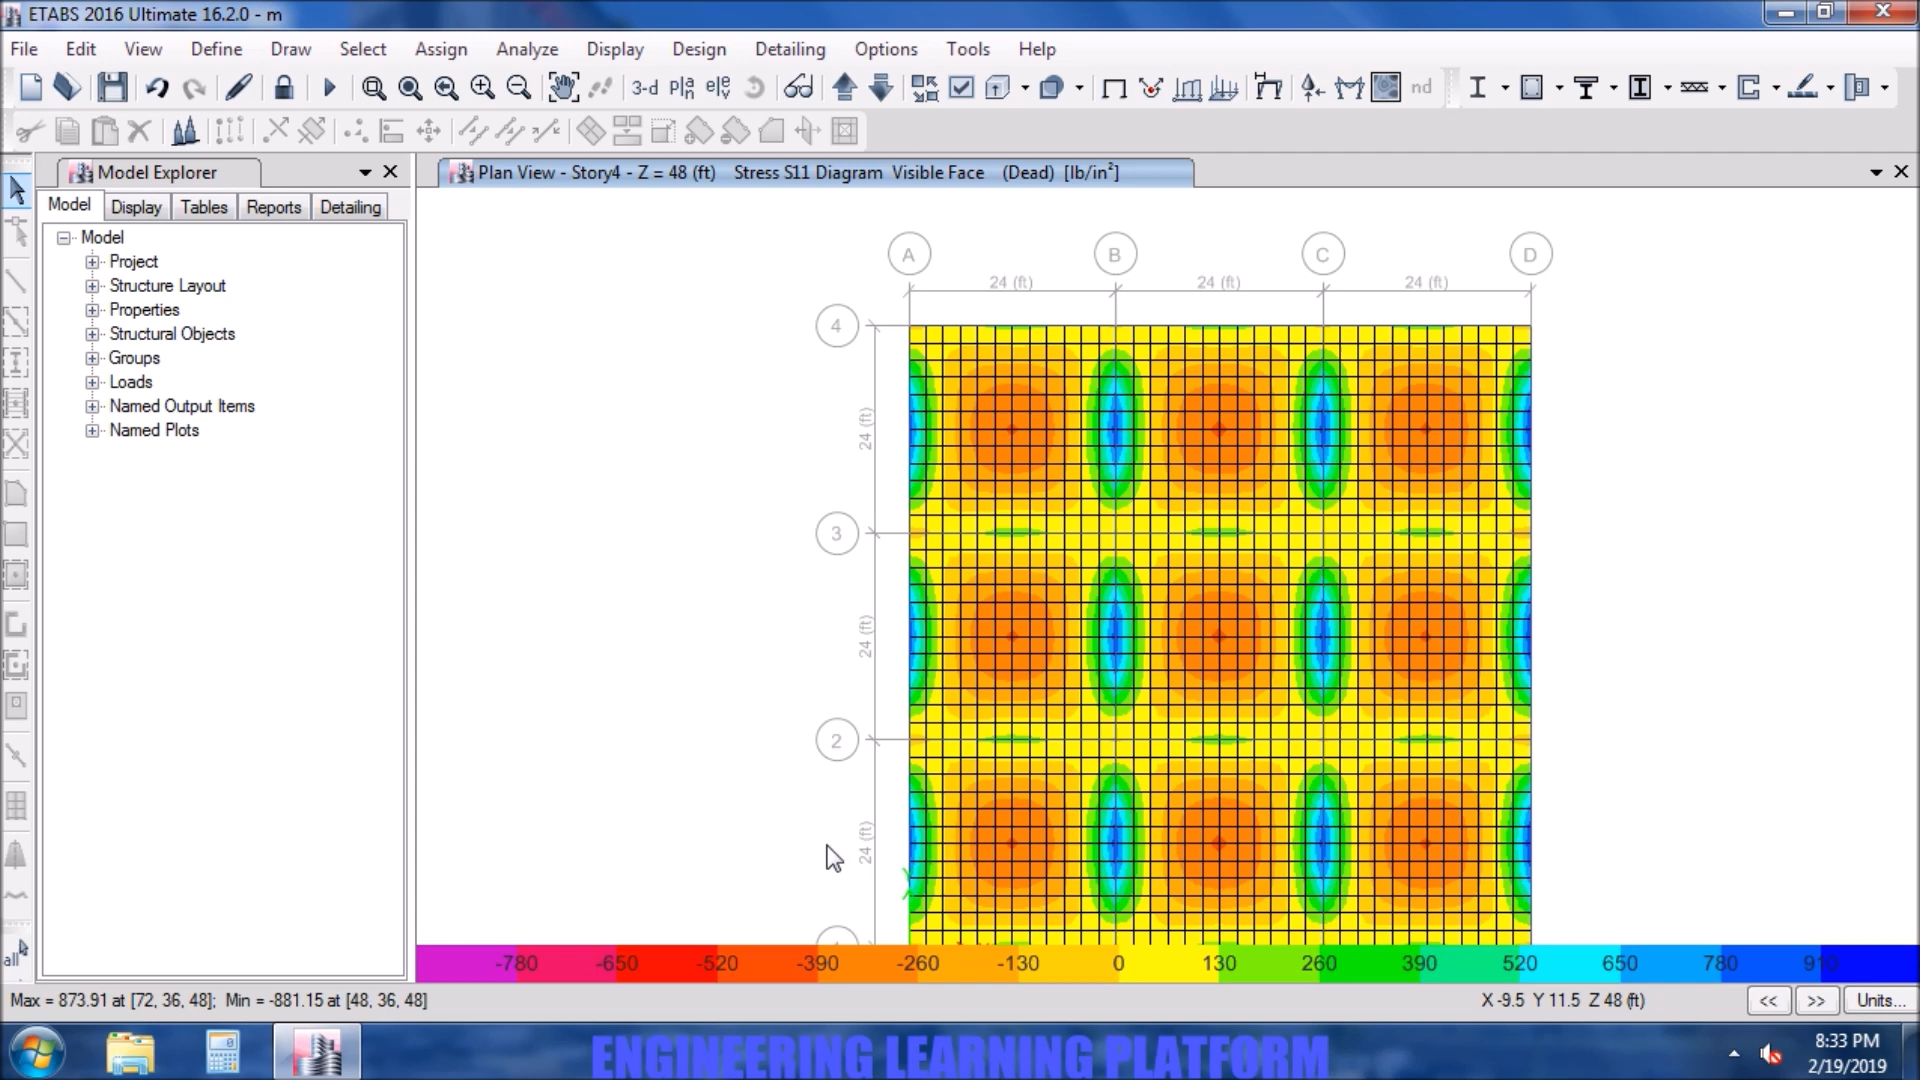 ETABS 2016 Ultimate 16.2.0 - m
File Edit View Define Draw Select Assign Analyze Display Design Detailing Options Tools Help
3-d pla ele nd
Model Explorer
Plan View - Story4 - Z = 48 (ft) Stress S11 Diagram Visible Face (Dead) [lb/in²]
Model Display Tables Reports Detailing
Model
Project
Structure Layout
Properties
Structural Objects
Groups
Loads
Named Output Items
Named Plots
A B C D
24 (ft) 24 (ft) 24 (ft)
4
24 (ft)
3
24 (ft)
2
24 (ft)
all
-780 -650 -520 -390 -260 -130 0 130 260 390 520 650 780 910
Max = 873.91 at [72, 36, 48]; Min = -881.15 at [48, 36, 48]
X -9.5 Y 11.5 Z 48 (ft)
<< >> Units...
ENGINEERING LEARNING PLATFORM
8:33 PM
2/19/2019